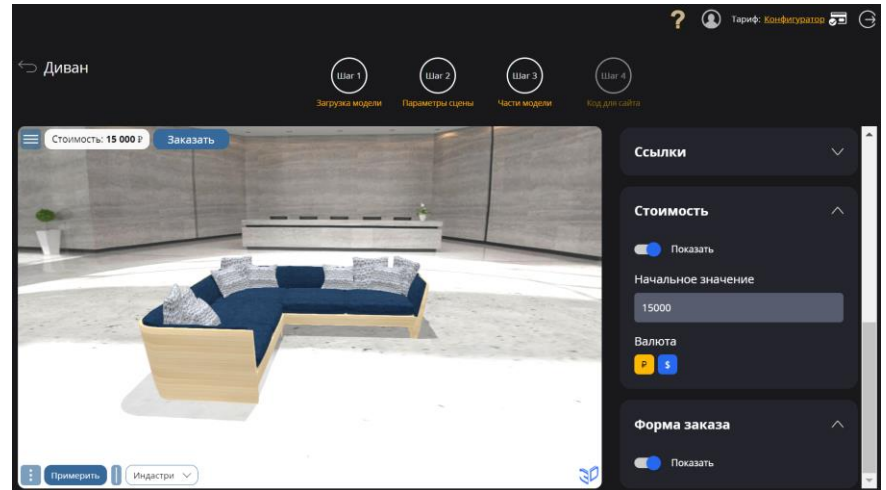 ?
Тариф: Конфигуратор
Диван
Шаг 1
Шаг 2
Шаг 3
Шаг 4
Загрузка модели
Параметры сцены
Части модели
Код для сайта
Стоимость: 15 000 ₽
Заказать
Ссылки
Стоимость
Показать
Начальное значение
15000
Валюта
₽ $
Форма заказа
Показать
Примерить
Индастри
3D